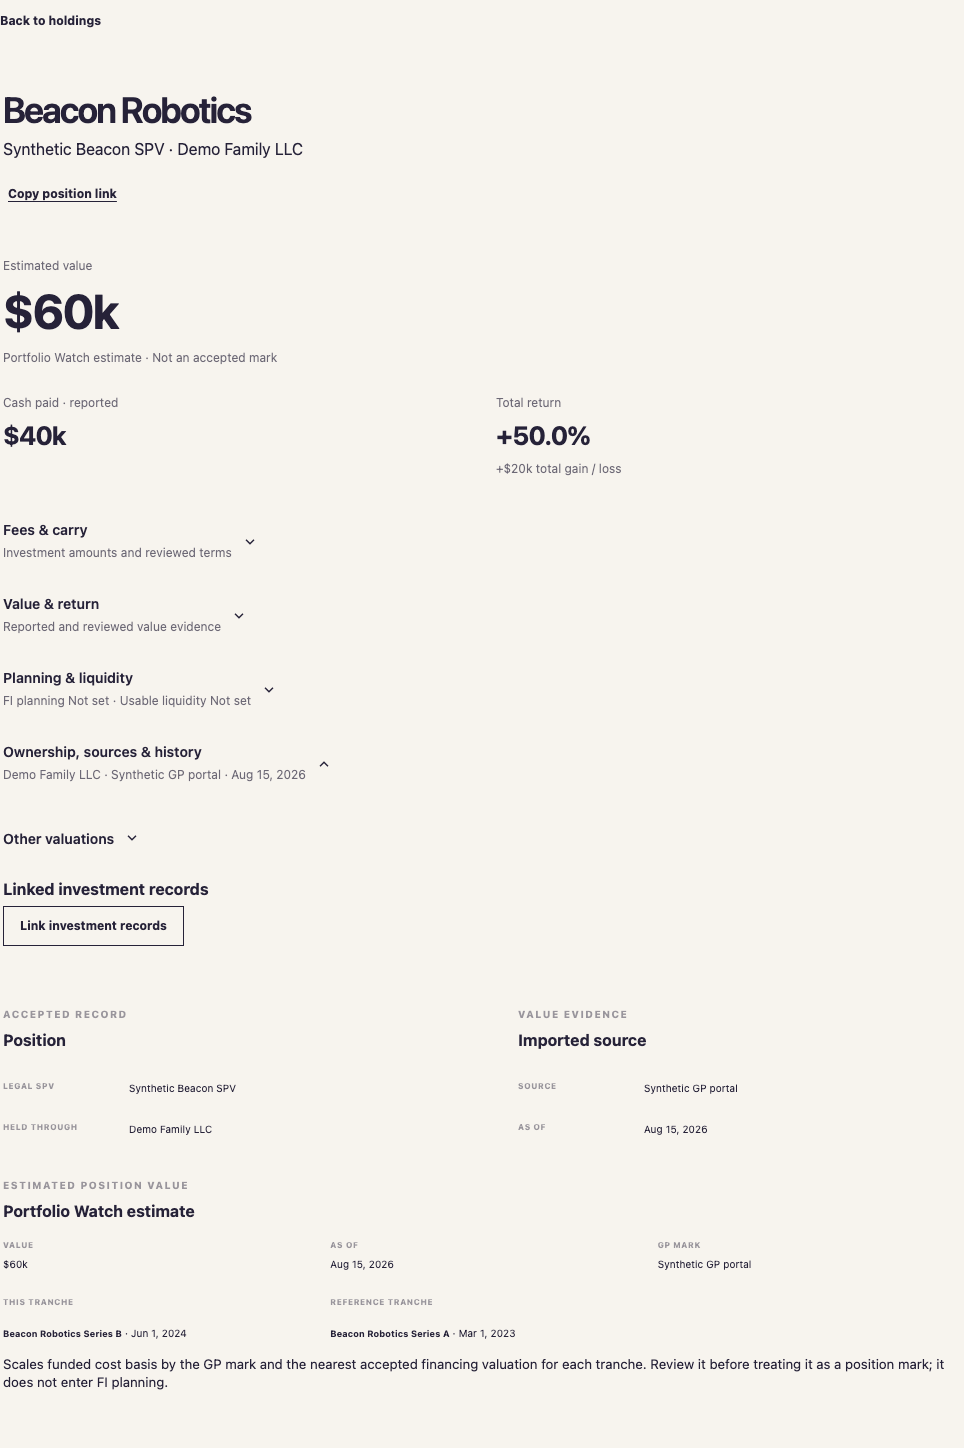 Back to holdings
Beacon Robotics
Synthetic Beacon SPV · Demo Family LLC
Copy position link
Estimated value
$60k
Portfolio Watch estimate · Not an accepted mark
Cash paid · reported
$40k
Total return
+50.0%
+$20k total gain / loss
Fees & carry
Investment amounts and reviewed terms
Value & return
Reported and reviewed value evidence
Planning & liquidity
FI planning Not set · Usable liquidity Not set
Ownership, sources & history
Demo Family LLC · Synthetic GP portal · Aug 15, 2026
Other valuations
Linked investment records
Link investment records
ACCEPTED RECORD
Position
LEGAL SPV Synthetic Beacon SPV
HELD THROUGH Demo Family LLC
VALUE EVIDENCE
Imported source
SOURCE Synthetic GP portal
AS OF Aug 15, 2026
ESTIMATED POSITION VALUE
Portfolio Watch estimate
VALUE
$60k
AS OF
Aug 15, 2026
GP MARK
Synthetic GP portal
THIS TRANCHE
Beacon Robotics Series B · Jun 1, 2024
REFERENCE TRANCHE
Beacon Robotics Series A · Mar 1, 2023
Scales funded cost basis by the GP mark and the nearest accepted financing valuation for each tranche. Review it before treating it as a position mark; it
does not enter FI planning.